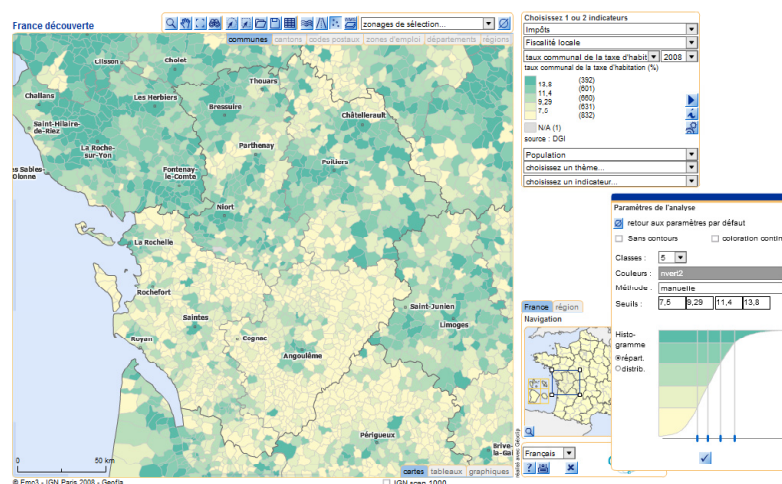 France découverte
zonages de sélection...
communes cantons codes postaux zones d'emploi départements régions
Clisson
Cholet
Thouars
Challans
Les Herbiers
Bressuire
Châtellerault
Saint-Hilaire-
de-Riez
Parthenay
La Roche-
sur-Yon
Poitiers
es Sables-
Olonne
Fontenay-
le-Comte
Niort
La Rochelle
Rochefort
Saintes
Saint-Junien
Limoges
Royan
Cognac
Angoulême
Périgueux
Brive-
la-Gai
0 50 km
cartes tableaux graphiques
© Emc3 - IGN Paris 2008 - Geofla
IGN scan 1000
Choisissez 1 ou 2 indicateurs
Impôts
Fiscalité locale
taux communal de la taxe d'habit 2008
taux communal de la taxe d'habitation (%)
(392)
13,8
(601)
11,4
(660)
9,29
(631)
7,5
(832)
N/A (1)
source : DGI
Population
choisissez un thème...
choisissez un indicateur...
Paramètres de l'analyse
retour aux paramètres par défaut
Sans contours coloration contin
Classes : 5
Couleurs : nvert2
Méthode : manuelle
Seuils : 7,5 9,29 11,4 13,8
Histo-
gramme
répart.
distrib.
France région
Navigation
Français
?